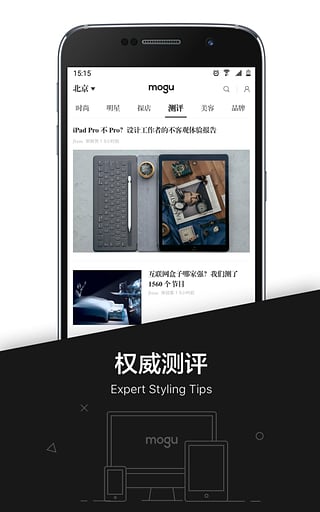 15:15
北京▼
mogu
时尚 明星 探店 测评 美容 品牌
iPad Pro 不 Pro？设计工作者的不客观体验报告
互联网盒子哪家强？我们测了
1560 个节目
权威测评
Expert Styling Tips
mogu